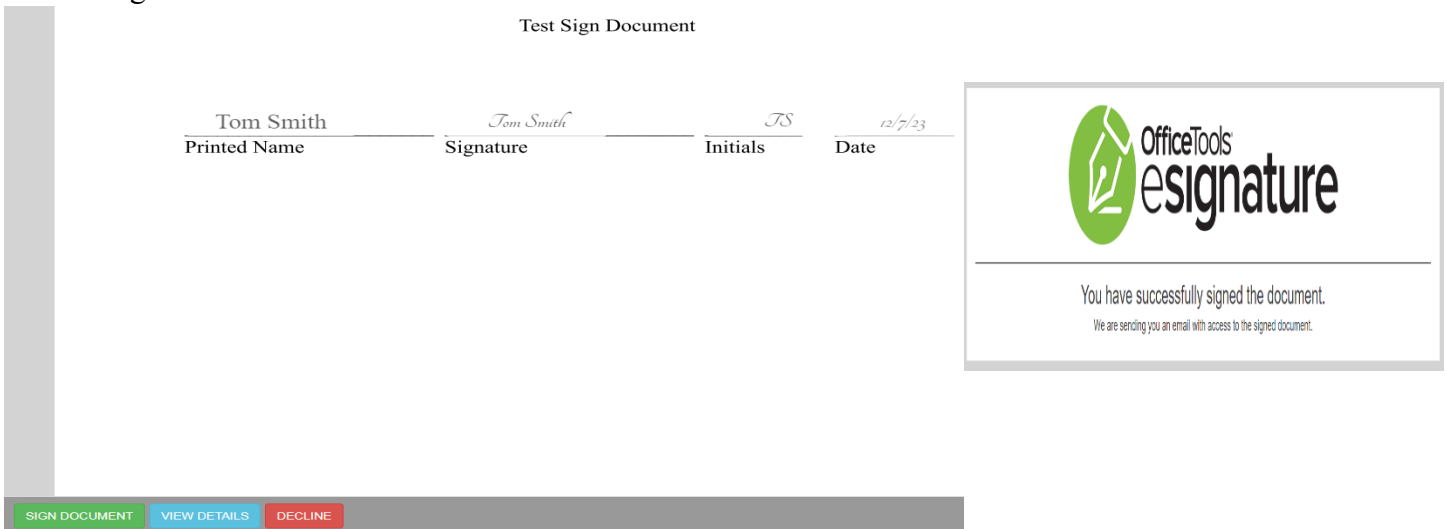 Test Sign Document
Tom Smith Tom Smith TS 12/7/23
Printed Name Signature Initials Date
SIGN DOCUMENT VIEW DETAILS DECLINE
OfficeTools
esignature
You have successfully signed the document.
We are sending you an email with access to the signed document.